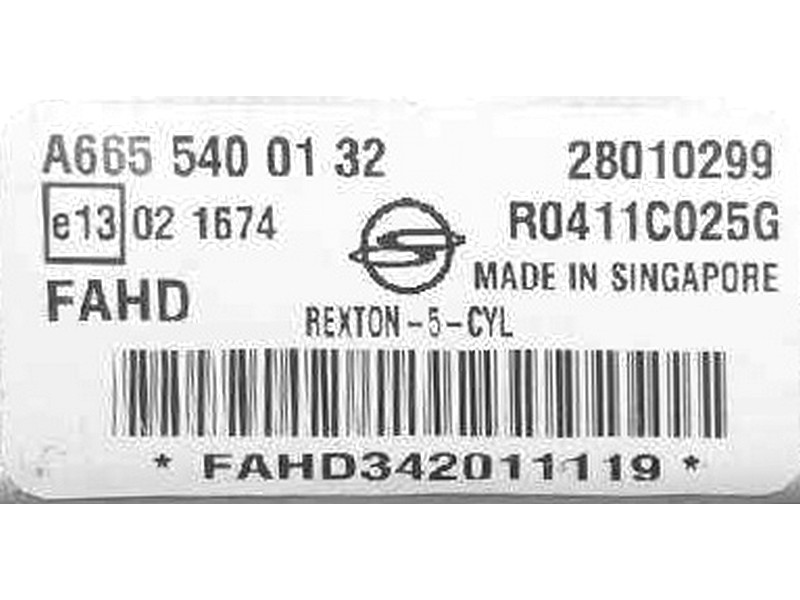 A665 540 01 32 28010299
e13 02 1674 R0411C025G
MADE IN SINGAPORE
FAHD
REXTON-5-CYL
* FAHD342011119 *